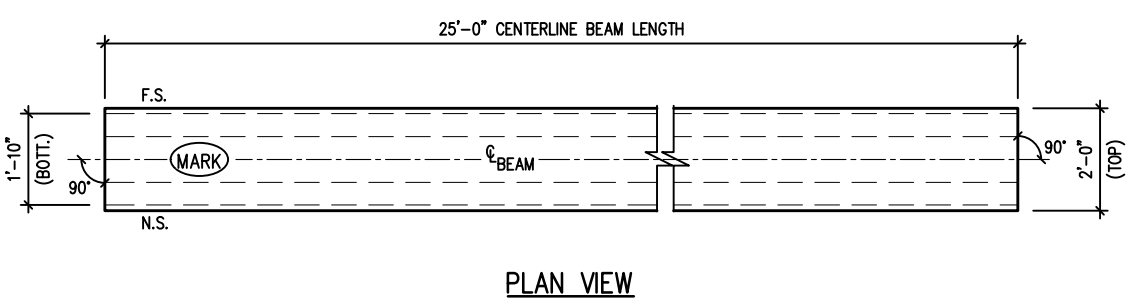 25'-0" CENTERLINE BEAM LENGTH
F.S.
1'-10"
(BOTT.)
90°
MARK
℄ BEAM
90°
2'-0"
(TOP)
N.S.
PLAN VIEW